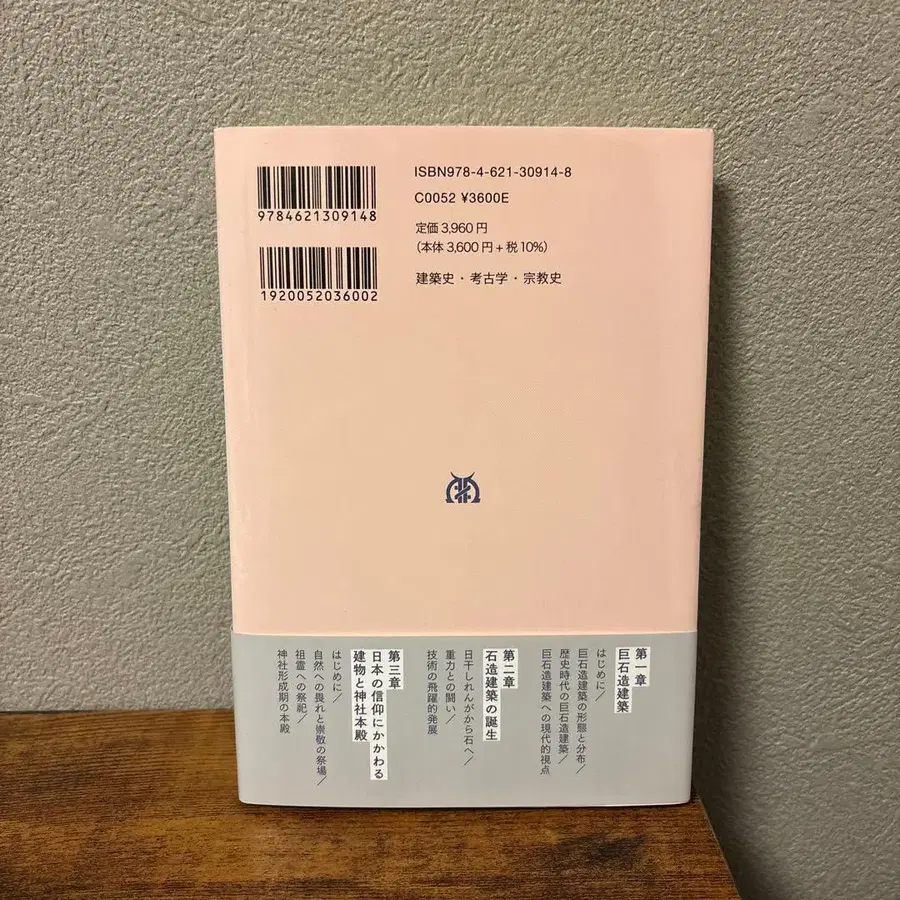 ISBN978-4-621-30914-8
C0052 ¥3600E
定価 3,960 円
(本体 3,600 円 + 税 10%)
建築史・考古学・宗教史
9784621309148
1920052036002
第一章
巨石造建築
はじめに／
巨石造建築の形態と分布／
歴史時代の巨石造建築／
巨石造建築への現代的視点
第二章
石造建築の誕生
日干しれんがから石へ／
重力との闘い／
技術の飛躍的発展
第三章
日本の信仰にかかわる
建物と神社本殿
はじめに／
自然への畏れと崇敬の祭場／
祖霊への祭祀／
神社形成期の本殿